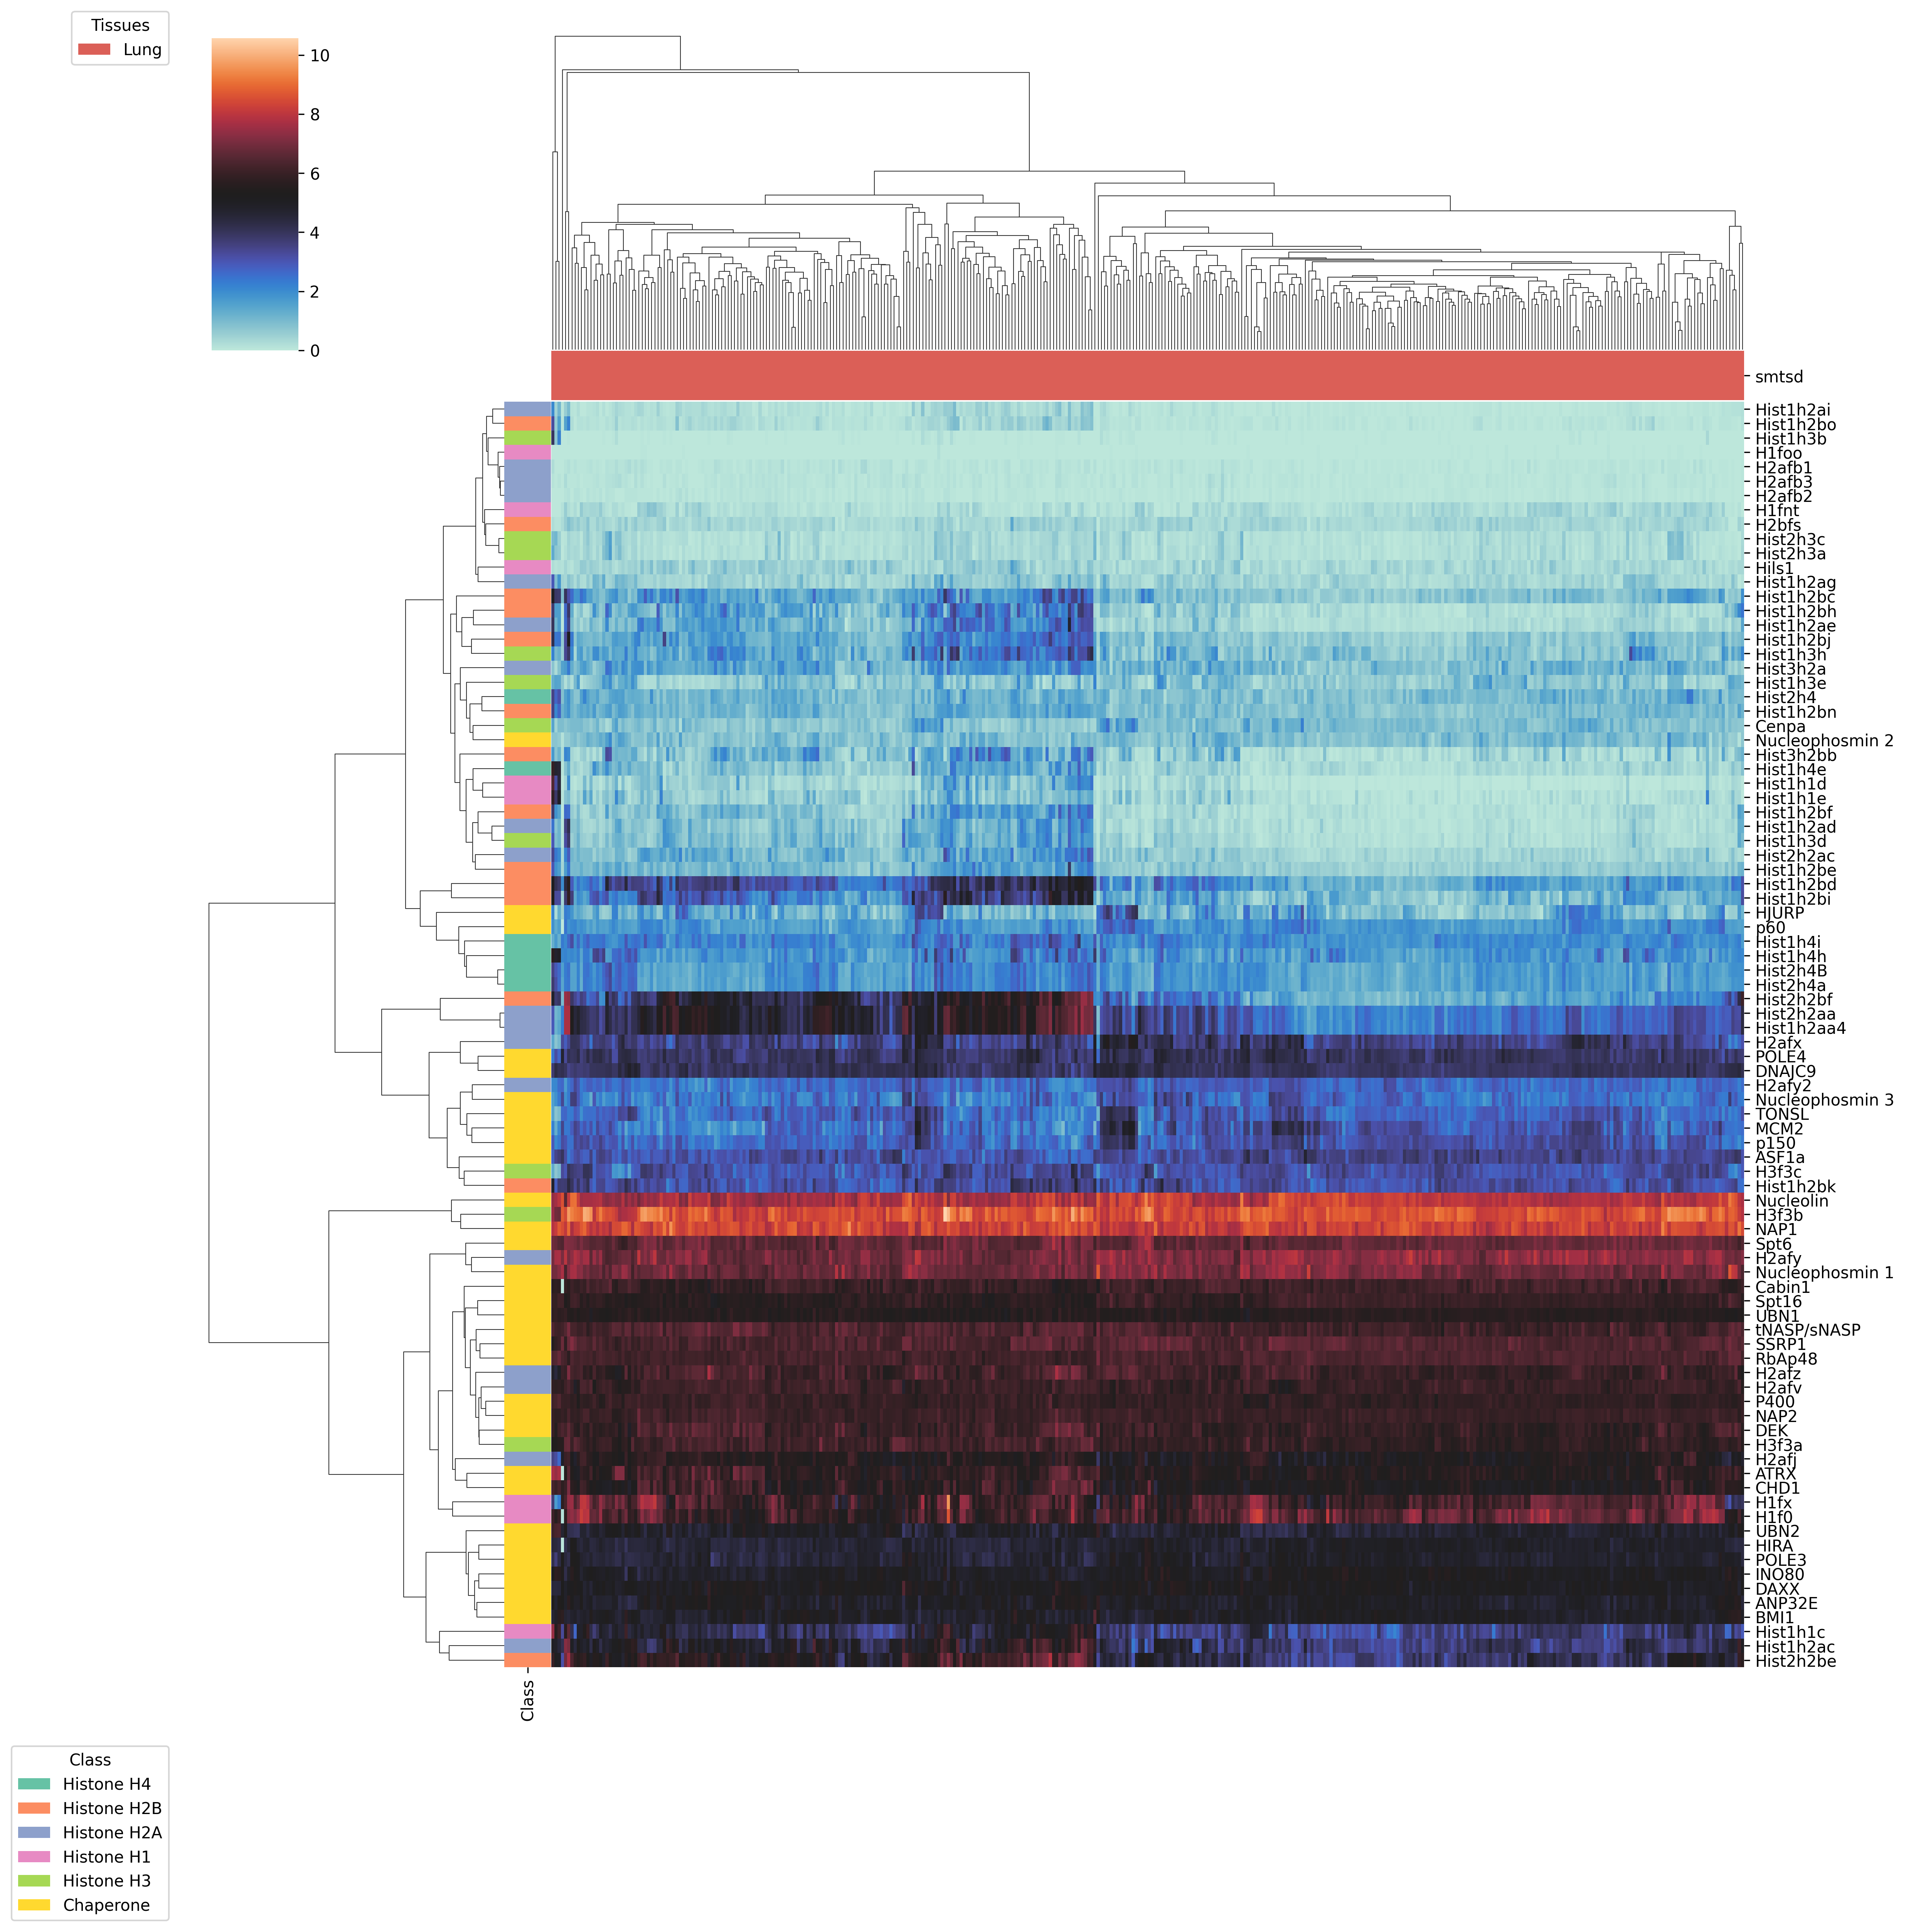 Tissues
Lung
10
8
6
4
2
0
smtsd
Hist1h2ai
Hist1h2bo
Hist1h3b
H1foo
H2afb1
H2afb3
H2afb2
H1fnt
H2bfs
Hist2h3c
Hist2h3a
Hils1
Hist1h2ag
Hist1h2bc
Hist1h2bh
Hist1h2ae
Hist1h2bj
Hist1h3h
Hist3h2a
Hist1h3e
Hist2h4
Hist1h2bn
Cenpa
Nucleophosmin 2
Hist3h2bb
Hist1h4e
Hist1h1d
Hist1h1e
Hist1h2bf
Hist1h2ad
Hist1h3d
Hist2h2ac
Hist1h2be
Hist1h2bd
Hist1h2bi
HJURP
p60
Hist1h4i
Hist1h4h
Hist2h4B
Hist2h4a
Hist2h2bf
Hist2h2aa
Hist1h2aa4
H2afx
POLE4
DNAJC9
H2afy2
Nucleophosmin 3
TONSL
MCM2
p150
ASF1a
H3f3c
Hist1h2bk
Nucleolin
H3f3b
NAP1
Spt6
H2afy
Nucleophosmin 1
Cabin1
Spt16
UBN1
tNASP/sNASP
SSRP1
RbAp48
H2afz
H2afv
P400
NAP2
DEK
H3f3a
H2afj
ATRX
CHD1
H1fx
H1f0
UBN2
HIRA
POLE3
INO80
DAXX
ANP32E
BMI1
Hist1h1c
Hist1h2ac
Hist2h2be
Class
Class
Histone H4
Histone H2B
Histone H2A
Histone H1
Histone H3
Chaperone